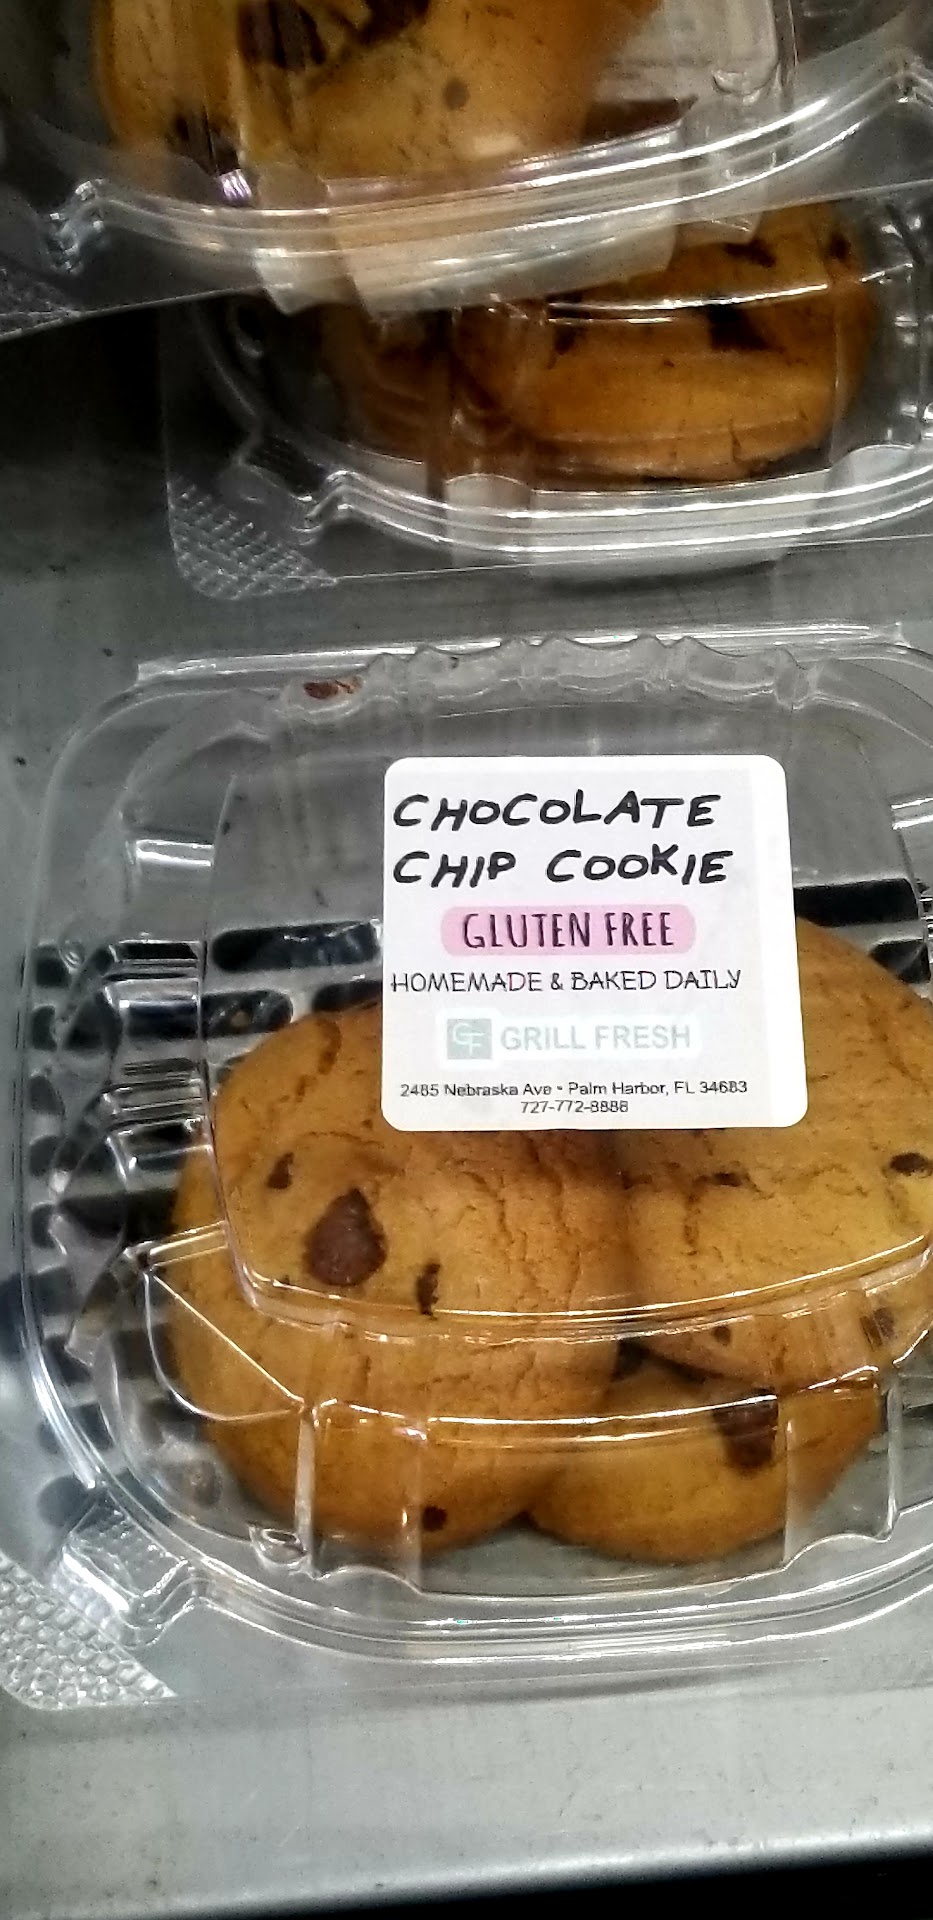 CHOCOLATE
CHIP COOKIE
GLUTEN FREE
HOMEMADE & BAKED DAILY
GF GRILL FRESH
2485 Nebraska Ave • Palm Harbor, FL 34683
727-772-8888